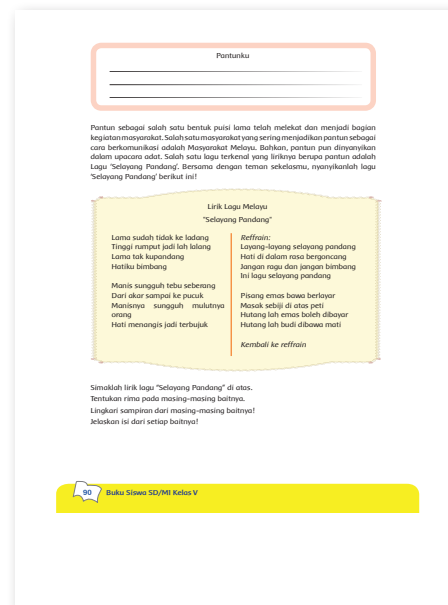 Pantunku
Pantun sebagai salah satu bentuk puisi lama telah melekat dan menjadi bagian
kegiatan masyarakat. Salah satu masyarakat yang sering menjadikan pantun sebagai
cara berkomunikasi adalah Masyarakat Melayu. Bahkan, pantun pun dinyanyikan
dalam upacara adat. Salah satu lagu terkenal yang liriknya berupa pantun adalah
Lagu 'Selayang Pandang'. Bersama dengan teman sekelasmu, nyanyikanlah lagu
'Selayang Pandang' berikut ini!
Lirik Lagu Melayu
"Selayang Pandang"
Lama sudah tidak ke ladang
Tinggi rumput jadi lah lalang
Lama tak kupandang
Hatiku bimbang
Manis sungguh tebu seberang
Dari akar sampai ke pucuk
Manisnya sungguh mulutnya
orang
Hati menangis jadi terbujuk
Reffrain:
Layang-layang selayang pandang
Hati di dalam rasa bergoncang
Jangan ragu dan jangan bimbang
Ini lagu selayang pandang
Pisang emas bawa berlayar
Masak sebiji di atas peti
Hutang lah emas boleh dibayar
Hutang lah budi dibawa mati
Kembali ke reffrain
Simaklah lirik lagu "Selayang Pandang" di atas.
Tentukan rima pada masing-masing baitnya.
Lingkari sampiran dari masing-masing baitnya!
Jelaskan isi dari setiap baitnya!
90 Buku Siswa SD/MI Kelas V